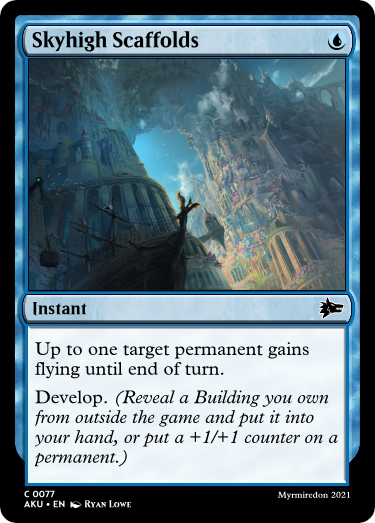 Skyhigh Scaffolds
Instant
Up to one target permanent gains
flying until end of turn.
Develop. (Reveal a Building you own
from outside the game and put it into
your hand, or put a +1/+1 counter on a
permanent.)
C 0077
AKU • EN Ryan Lowe
Myrmiredon 2021